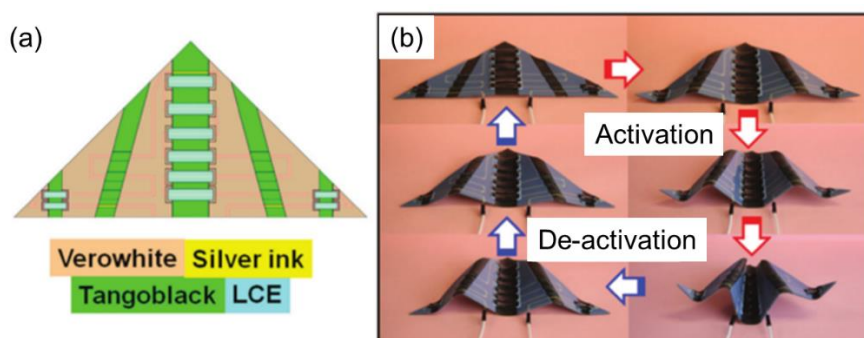 (a)
Verowhite Silver ink
Tangoblack LCE
(b)
Activation
De-activation